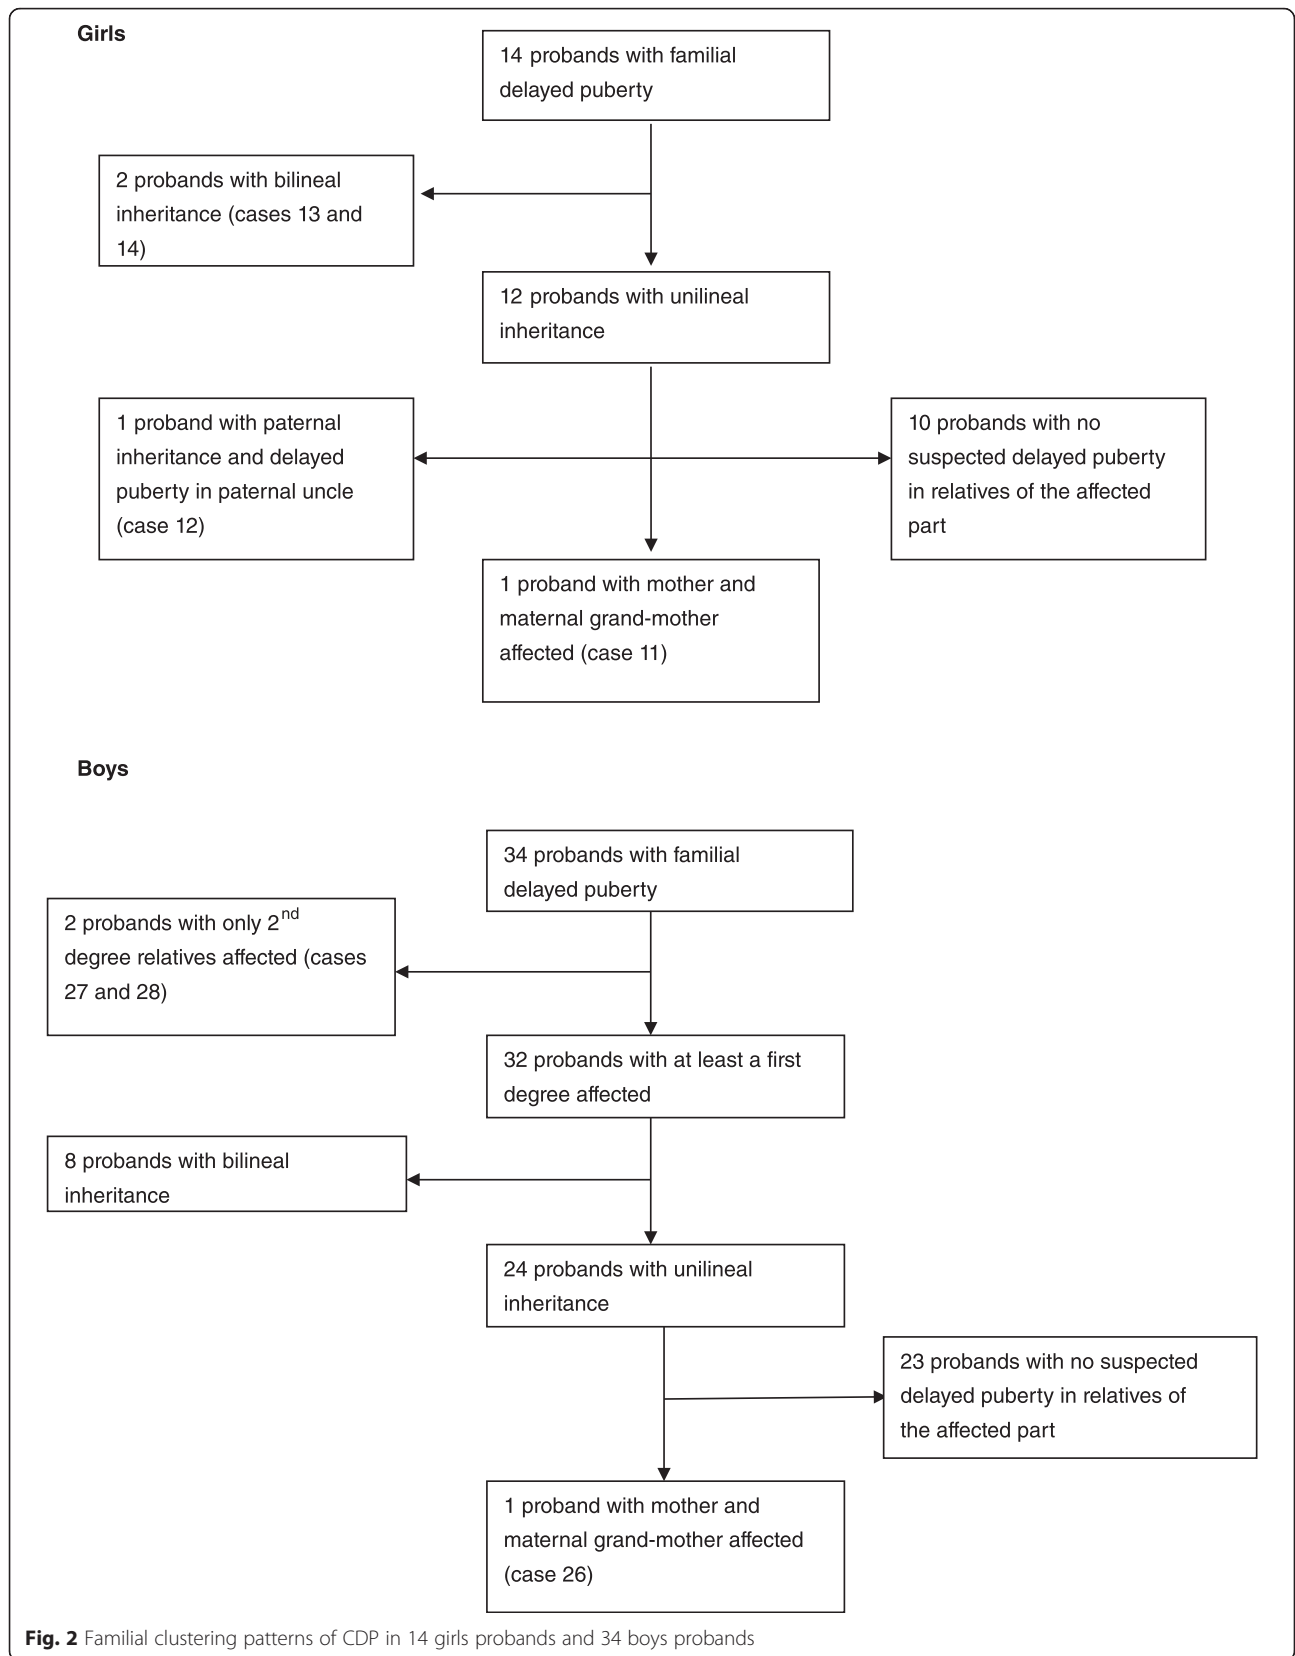 Girls
14 probands with familial
delayed puberty
2 probands with bilineal
inheritance (cases 13 and
14)
12 probands with unilineal
inheritance
1 proband with paternal
inheritance and delayed
puberty in paternal uncle
(case 12)
10 probands with no
suspected delayed puberty
in relatives of the affected
part
1 proband with mother and
maternal grand-mother
affected (case 11)
Boys
34 probands with familial
delayed puberty
2 probands with only 2nd
degree relatives affected (cases
27 and 28)
32 probands with at least a first
degree affected
8 probands with bilineal
inheritance
24 probands with unilineal
inheritance
23 probands with no suspected
delayed puberty in relatives of
the affected part
1 proband with mother and
maternal grand-mother affected
(case 26)
Fig. 2 Familial clustering patterns of CDP in 14 girls probands and 34 boys probands